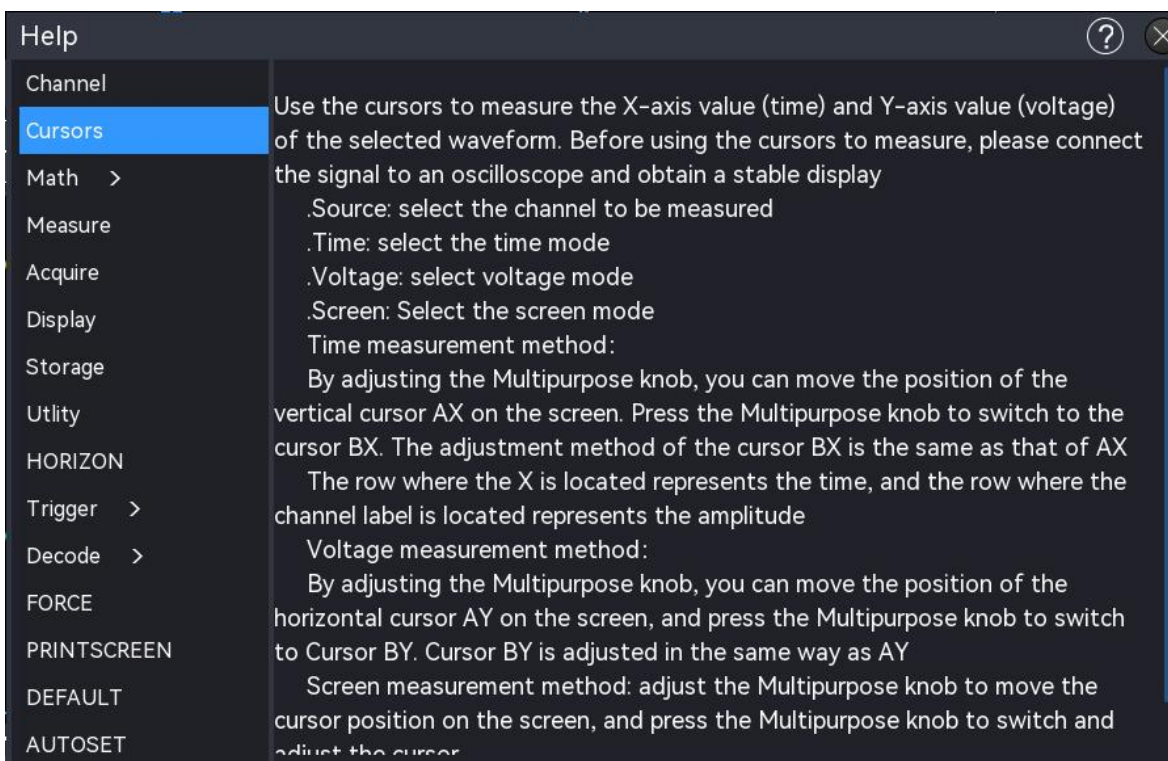 Help
Channel
Cursors
Math >
Measure
Acquire
Display
Storage
Utlity
HORIZON
Trigger >
Decode >
FORCE
PRINTSCREEN
DEFAULT
AUTOSET
Use the cursors to measure the X-axis value (time) and Y-axis value (voltage)
of the selected waveform. Before using the cursors to measure, please connect
the signal to an oscilloscope and obtain a stable display
.Source: select the channel to be measured
.Time: select the time mode
.Voltage: select voltage mode
.Screen: Select the screen mode
Time measurement method:
By adjusting the Multipurpose knob, you can move the position of the
vertical cursor AX on the screen. Press the Multipurpose knob to switch to the
cursor BX. The adjustment method of the cursor BX is the same as that of AX
The row where the X is located represents the time, and the row where the
channel label is located represents the amplitude
Voltage measurement method:
By adjusting the Multipurpose knob, you can move the position of the
horizontal cursor AY on the screen, and press the Multipurpose knob to switch
to Cursor BY. Cursor BY is adjusted in the same way as AY
Screen measurement method: adjust the Multipurpose knob to move the
cursor position on the screen, and press the Multipurpose knob to switch and
adjust the cursor